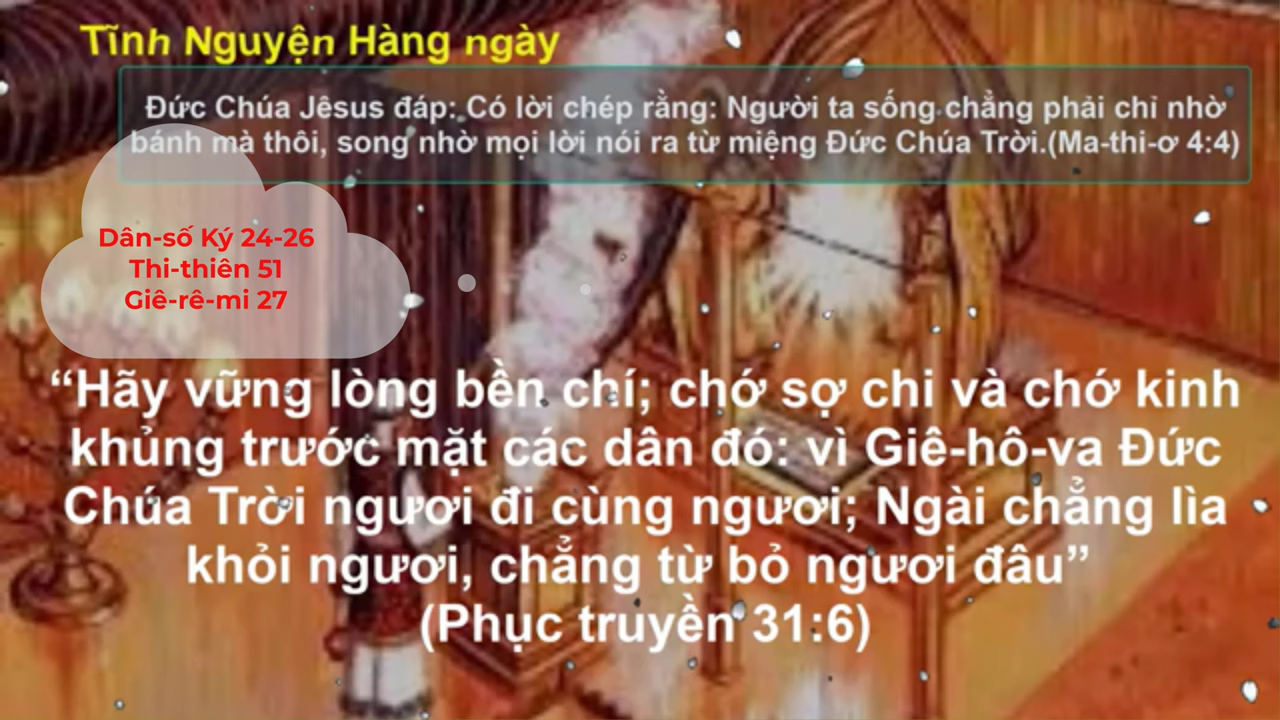 Tĩnh Nguyện Hàng ngày
Đức Chúa Jêsus đáp: Có lời chép rằng: Người ta sống chẳng phải chỉ nhờ
bánh mà thôi, song nhờ mọi lời nói ra từ miệng Đức Chúa Trời.(Ma-thi-ơ 4:4)
Dân-số Ký 24-26
Thi-thiên 51
Giê-rê-mi 27
“Hãy vững lòng bền chí; chớ sợ chi và chớ kinh
khủng trước mặt các dân đó: vì Giê-hô-va Đức
Chúa Trời ngươi đi cùng ngươi; Ngài chẳng lìa
khỏi ngươi, chẳng từ bỏ ngươi đâu”
(Phục truyền 31:6)